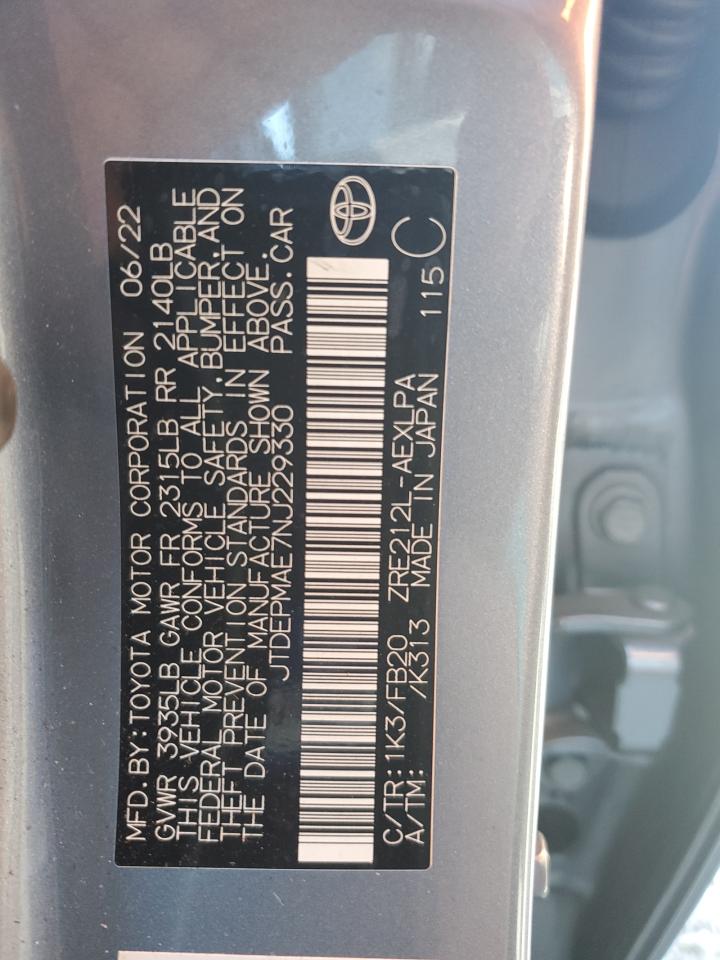 MFD.BY:TOYOTA MOTOR CORPORATION 06/22
GVWR 3935LB GAWR FR 2315LB RR 2140LB
THIS VEHICLE CONFORMS TO ALL APPLICABLE
FEDERAL MOTOR VEHICLE SAFETY,BUMPER,AND
THEFT PREVENTION STANDARDS IN EFFECT ON
THE DATE OF MANUFACTURE SHOWN ABOVE.
JTDEPMAE7NJ229330 PASS.CAR
C/TR:1K3/FB20 ZRE212L-AEXLPA C
A/TM: /K313 MADE IN JAPAN 115